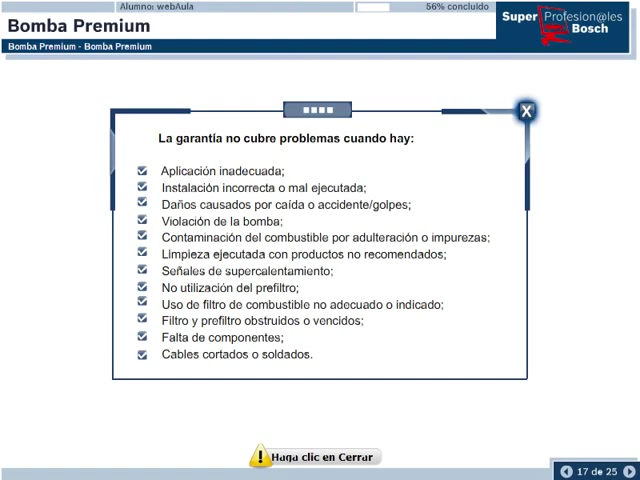 Alumno: webAula
56% concluido
Bomba Premium
Super Profesion@les
Bosch
Bomba Premium - Bomba Premium
X
La garantía no cubre problemas cuando hay:
Aplicación inadecuada;
Instalación incorrecta o mal ejecutada;
Daños causados por caída o accidente/golpes;
Violación de la bomba;
Contaminación del combustible por adulteración o impurezas;
Limpieza ejecutada con productos no recomendados;
Señales de supercalentamiento;
No utilización del prefiltro;
Uso de filtro de combustible no adecuado o indicado;
Filtro y prefiltro obstruidos o vencidos;
Falta de componentes;
Cables cortados o soldados.
Haga clic en Cerrar
17 de 25